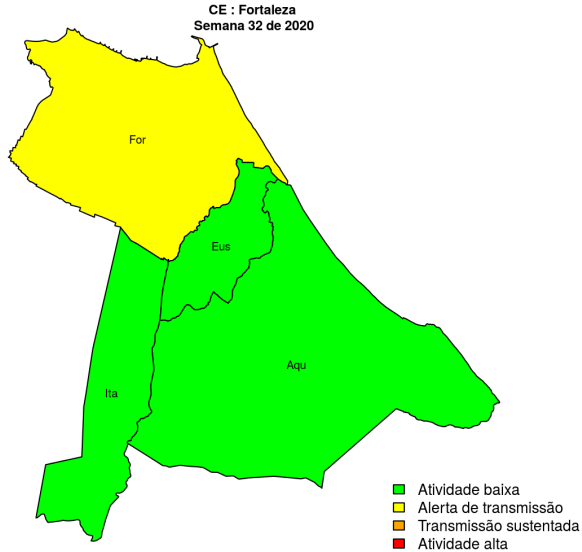 CE : Fortaleza
Semana 32 de 2020
For
Eus
Aqu
Ita
Atividade baixa
Alerta de transmissão
Transmissão sustentada
Atividade alta